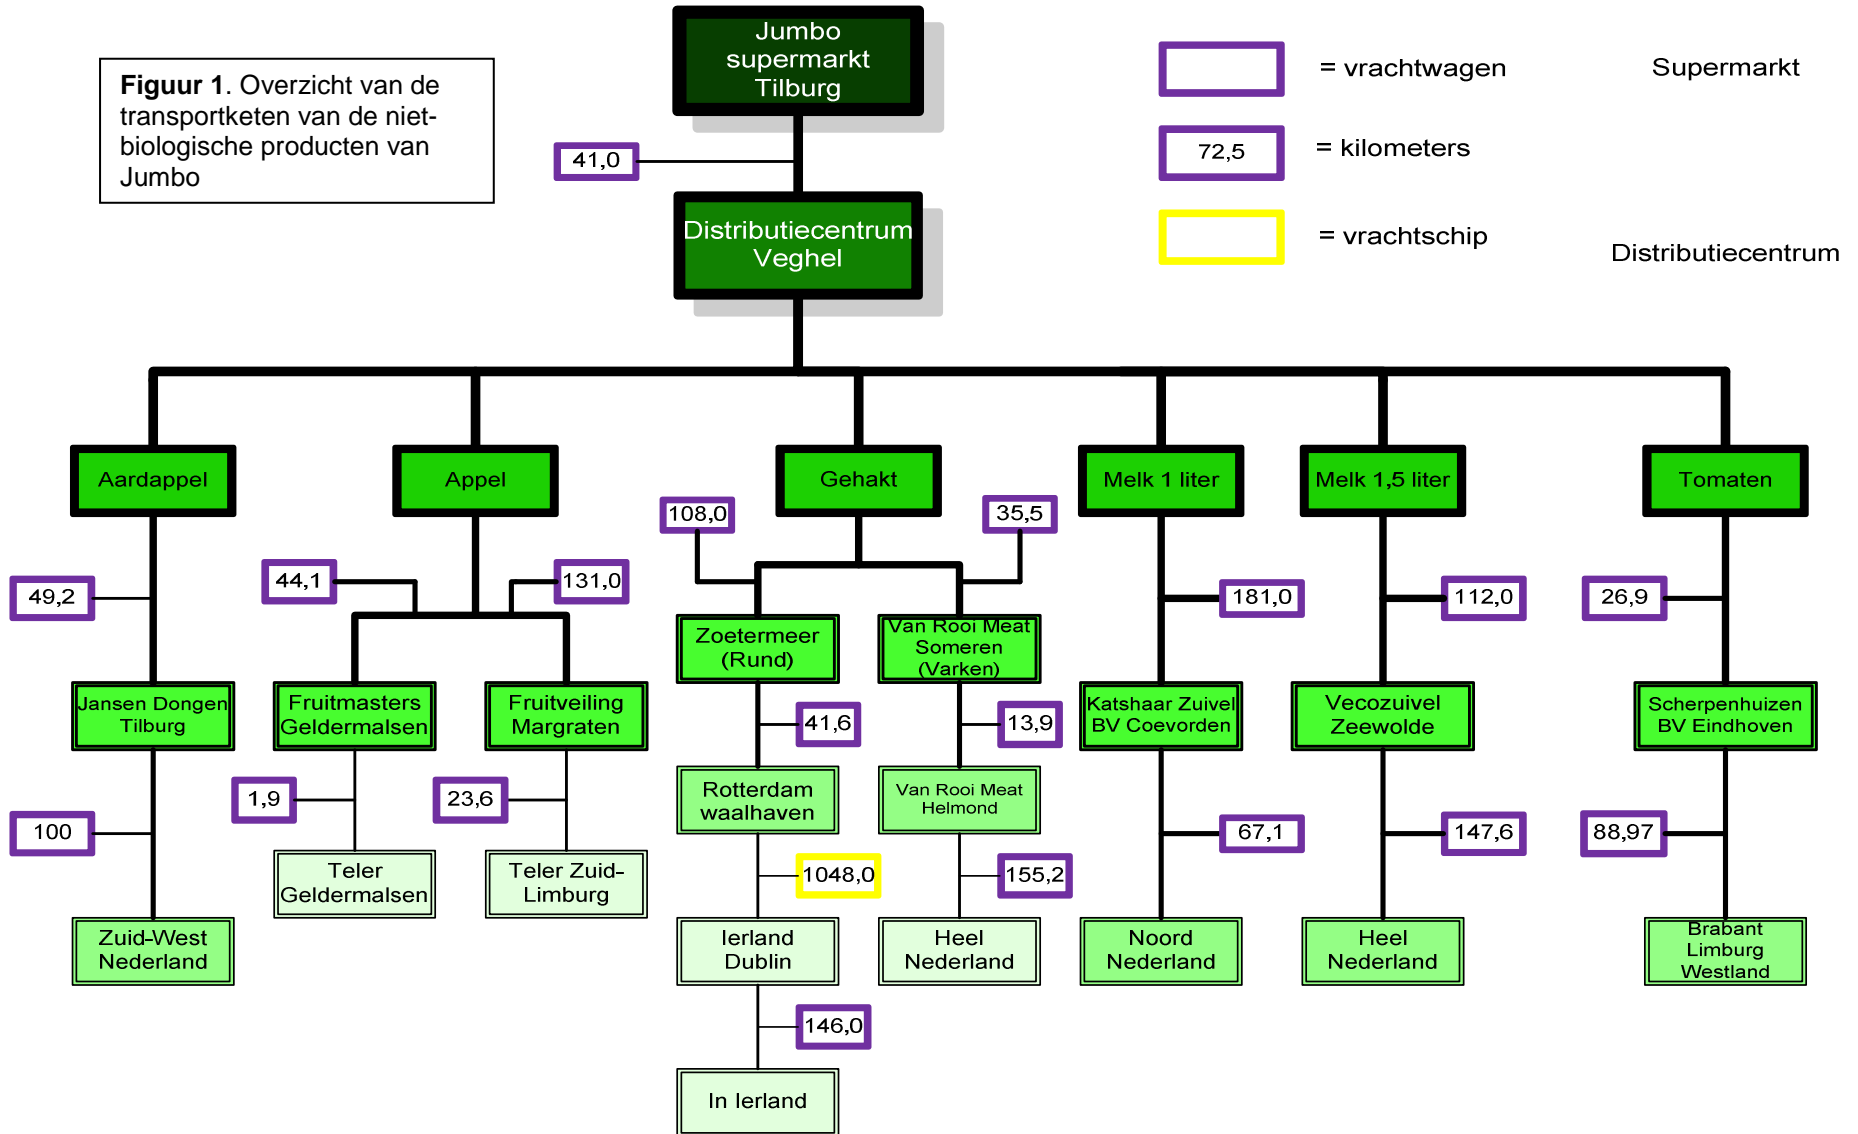 Jumbo
supermarkt
Tilburg
= vrachtwagen
Supermarkt
Figuur 1. Overzicht van de
transportketen van de niet-
biologische producten van
Jumbo
41,0
72,5
= kilometers
Distributiecentrum
Veghel
= vrachtschip
Distributiecentrum
Aardappel
Appel
Gehakt
Melk 1 liter
Melk 1,5 liter
Tomaten
108,0
35,5
49,2
44,1
131,0
181,0
112,0
26,9
Zoetermeer
(Rund)
Van Rooi Meat
Someren
(Varken)
Jansen Dongen
Tilburg
Fruitmasters
Geldermalsen
Fruitveiling
Margraten
41,6
13,9
Katshaar Zuivel
BV Coevorden
Vecozuivel
Zeewolde
Scherpenhuizen
BV Eindhoven
1,9
23,6
Rotterdam
waalhaven
Van Rooi Meat
Helmond
100
67,1
147,6
88,97
Teler
Geldermalsen
Teler Zuid-
Limburg
1048,0
155,2
Zuid-West
Nederland
Ierland
Dublin
Heel
Nederland
Noord
Nederland
Heel
Nederland
Brabant
Limburg
Westland
146,0
In Ierland